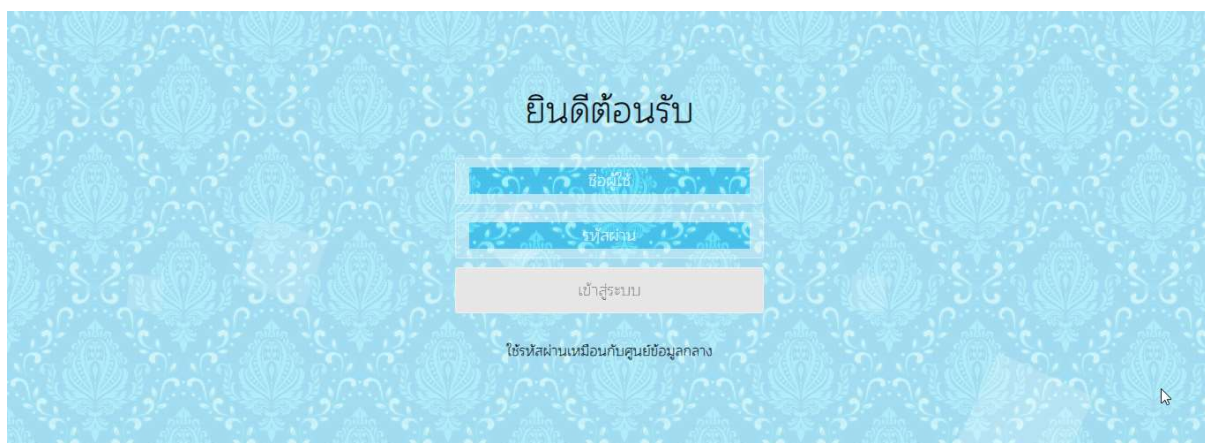 ยินดีต้อนรับ
ชื่อผู้ใช้
รหัสผ่าน
เข้าสู่ระบบ
ใช้รหัสผ่านเหมือนกับศูนย์ข้อมูลกลาง